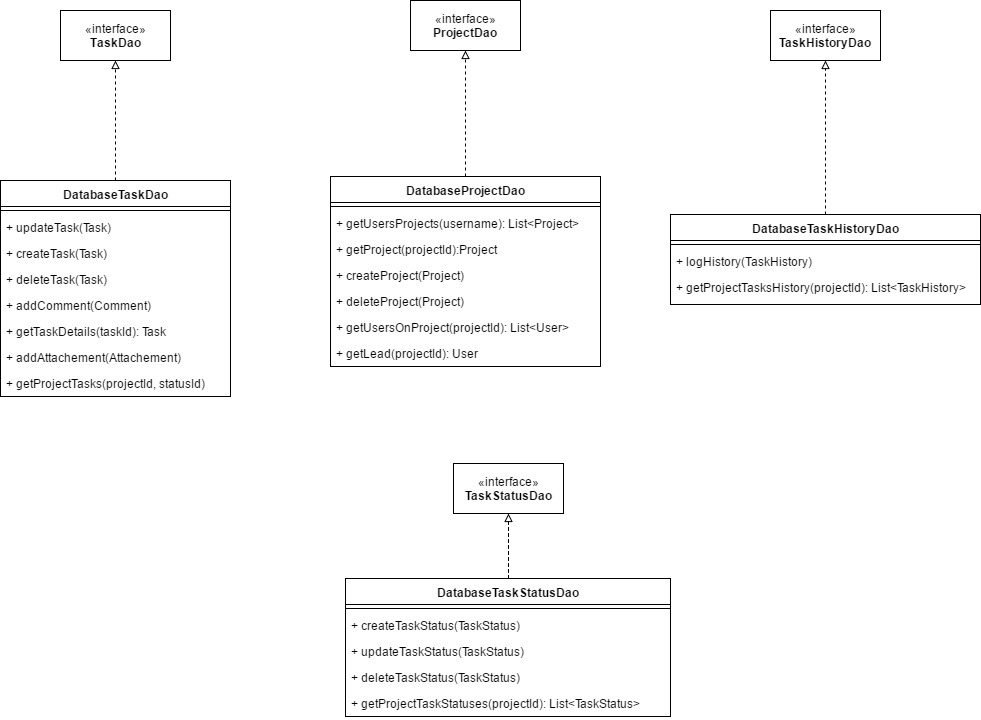 «interface»
TaskDao
DatabaseTaskDao
+ updateTask(Task)
+ createTask(Task)
+ deleteTask(Task)
+ addComment(Comment)
+ getTaskDetails(taskId): Task
+ addAttachement(Attachement)
+ getProjectTasks(projectId, statusId)
«interface»
ProjectDao
DatabaseProjectDao
+ getUsersProjects(username): List<Project>
+ getProject(projectId):Project
+ createProject(Project)
+ deleteProject(Project)
+ getUsersOnProject(projectId): List<User>
+ getLead(projectId): User
«interface»
TaskHistoryDao
DatabaseTaskHistoryDao
+ logHistory(TaskHistory)
+ getProjectTasksHistory(projectId): List<TaskHistory>
«interface»
TaskStatusDao
DatabaseTaskStatusDao
+ createTaskStatus(TaskStatus)
+ updateTaskStatus(TaskStatus)
+ deleteTaskStatus(TaskStatus)
+ getProjectTaskStatuses(projectId): List<TaskStatus>